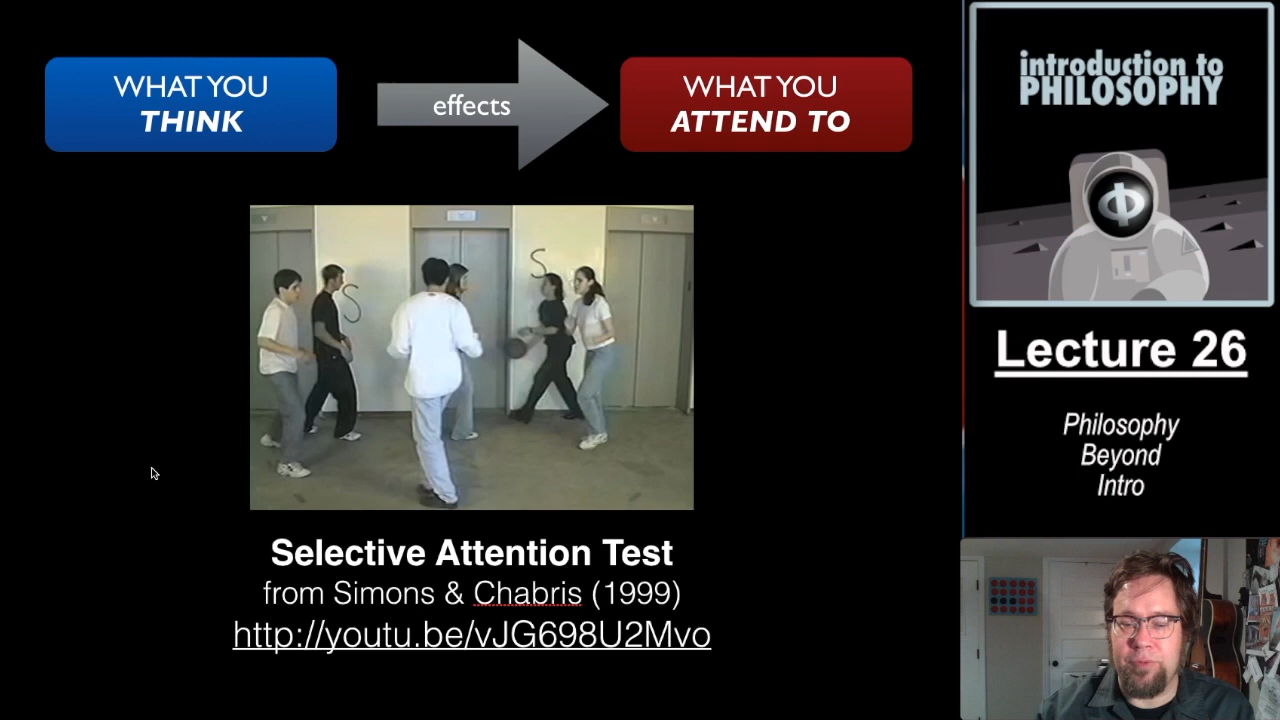 WHAT YOU
THINK
effects
WHAT YOU
ATTEND TO
S
S
Selective Attention Test
from Simons & Chabris (1999)
http://youtu.be/vJG698U2Mvo
introduction to
PHILOSOPHY
Φ
Lecture 26
Philosophy
Beyond
Intro